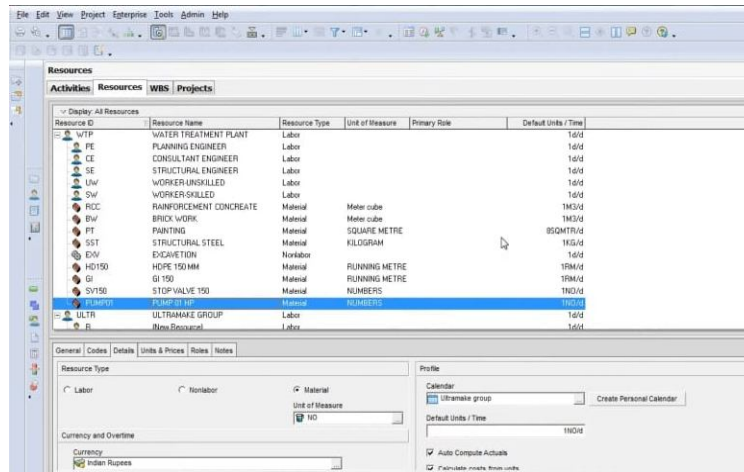 File Edit View Project Enterprise Tools Admin Help
Resources
Activities Resources WBS Projects
Display: All Resources
Resource ID Resource Name Resource Type Unit of Measure Primary Role Default Units / Time
WTP WATER TREATMENT PLANT Labor 1d/d
PE PLANNING ENGINEER Labor 1d/d
CE CONSULTANT ENGINEER Labor 1d/d
SE STRUCTURAL ENGINEER Labor 1d/d
UW WORKER-UNSKILLED Labor 1d/d
SW WORKER-SKILLED Labor 1d/d
RCC RAINFORCEMENT CONCREATE Material Meter cube 1M3/d
BW BRICK WORK Material Meter cube 1M3/d
PT PAINTING Material SQUARE METRE 8SQMTR/d
SST STRUCTURAL STEEL Material KILOGRAM 1KG/d
EXV EXCAVETION Nonlabor 1d/d
HD150 HDPE 150 MM Material RUNNING METRE 1RM/d
GI GI 150 Material RUNNING METRE 1RM/d
SV150 STOP VALVE 150 Material NUMBERS 1NO/d
PUMP01 PUMP 01 HP Material NUMBERS 1NO/d
ULTR ULTRAMAKE GROUP Labor 1d/d
R (New Resource) Labor 1d/d
General Codes Details Units & Prices Roles Notes
Resource Type Profile
Labor Nonlabor Material
Calendar
Ultramake group ... Create Personal Calendar
Unit of Measure
NO ...
Default Units / Time
1NO/d
Currency and Overtime
Currency
Indian Rupees ...
Auto Compute Actuals
Calculate costs from units